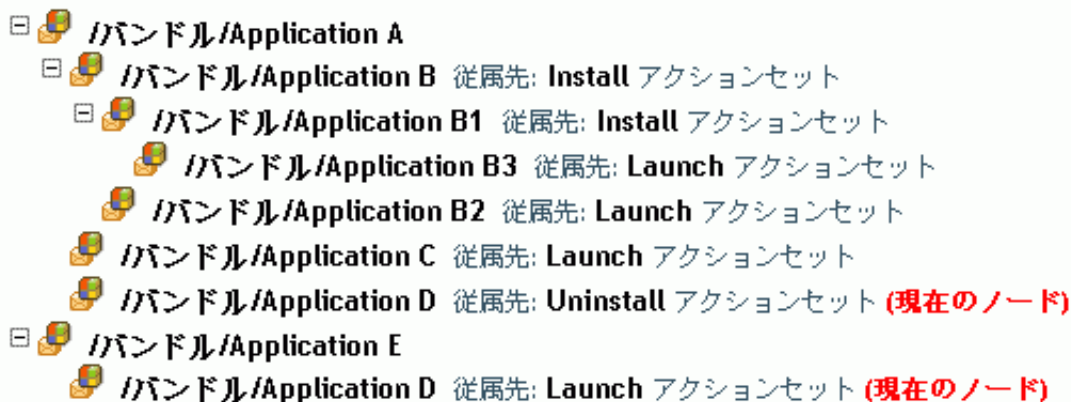 /バンドル/Application A
/バンドル/Application B 従属先: Install アクションセット
/バンドル/Application B1 従属先: Install アクションセット
/バンドル/Application B3 従属先: Launch アクションセット
/バンドル/Application B2 従属先: Launch アクションセット
/バンドル/Application C 従属先: Launch アクションセット
/バンドル/Application D 従属先: Uninstall アクションセット (現在のノード)
/バンドル/Application E
/バンドル/Application D 従属先: Launch アクションセット (現在のノード)